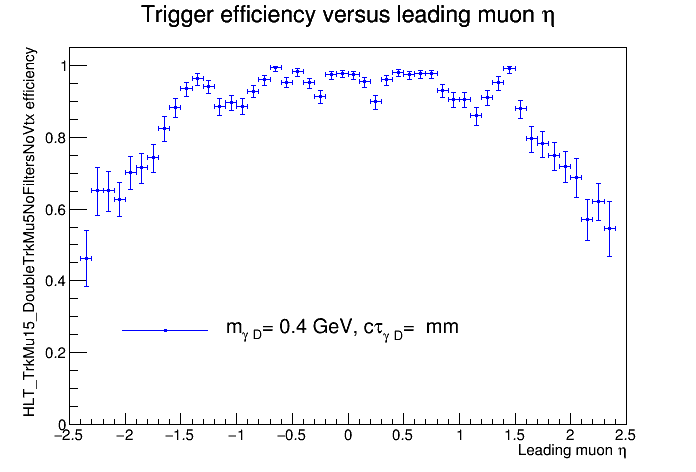 Trigger efficiency versus leading muon η
HLT_TrkMu15_DoubleTrkMu5NoFiltersNoVtx efficiency
1
0.8
0.6
0.4
0.2
0
m_γ D= 0.4 GeV, cτ_γ D= mm
−2.5 −2 −1.5 −1 −0.5 0 0.5 1 1.5 2 2.5
Leading muon η